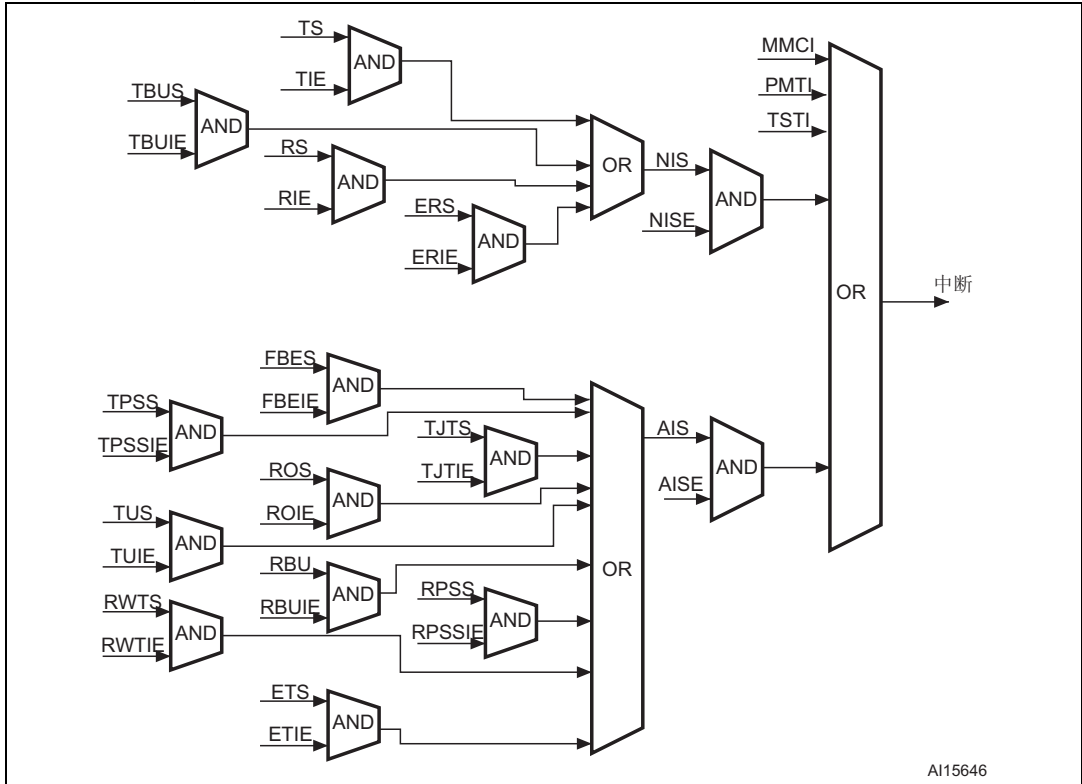 TS
AND
TIE
TBUS
AND
TBUIE
RS
AND
RIE
ERS
AND
ERIE
OR
NIS
AND
NISE
MMCI
PMTI
TSTI
OR
中断
FBES
AND
FBEIE
TPSS
AND
TPSSIE
TJTS
AND
TJTIE
ROS
AND
ROIE
TUS
AND
TUIE
RBU
AND
RBUIE
RPSS
AND
RPSSIE
RWTS
AND
RWTIE
ETS
AND
ETIE
OR
AIS
AND
AISE
AI15646